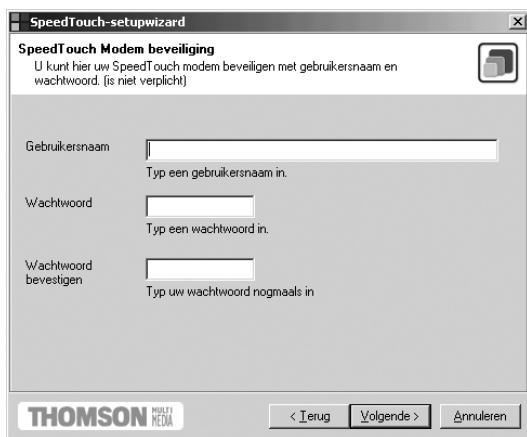 SpeedTouch-setupwizard
SpeedTouch Modem beveiliging
U kunt hier uw SpeedTouch modem beveiligen met gebruikersnaam en
wachtwoord. (is niet verplicht)
Gebruikersnaam
Typ een gebruikersnaam in.
Wachtwoord
Typ een wachtwoord in.
Wachtwoord
bevestigen
Typ uw wachtwoord nogmaals in
THOMSON MULTI MEDIA
< Terug Volgende > Annuleren